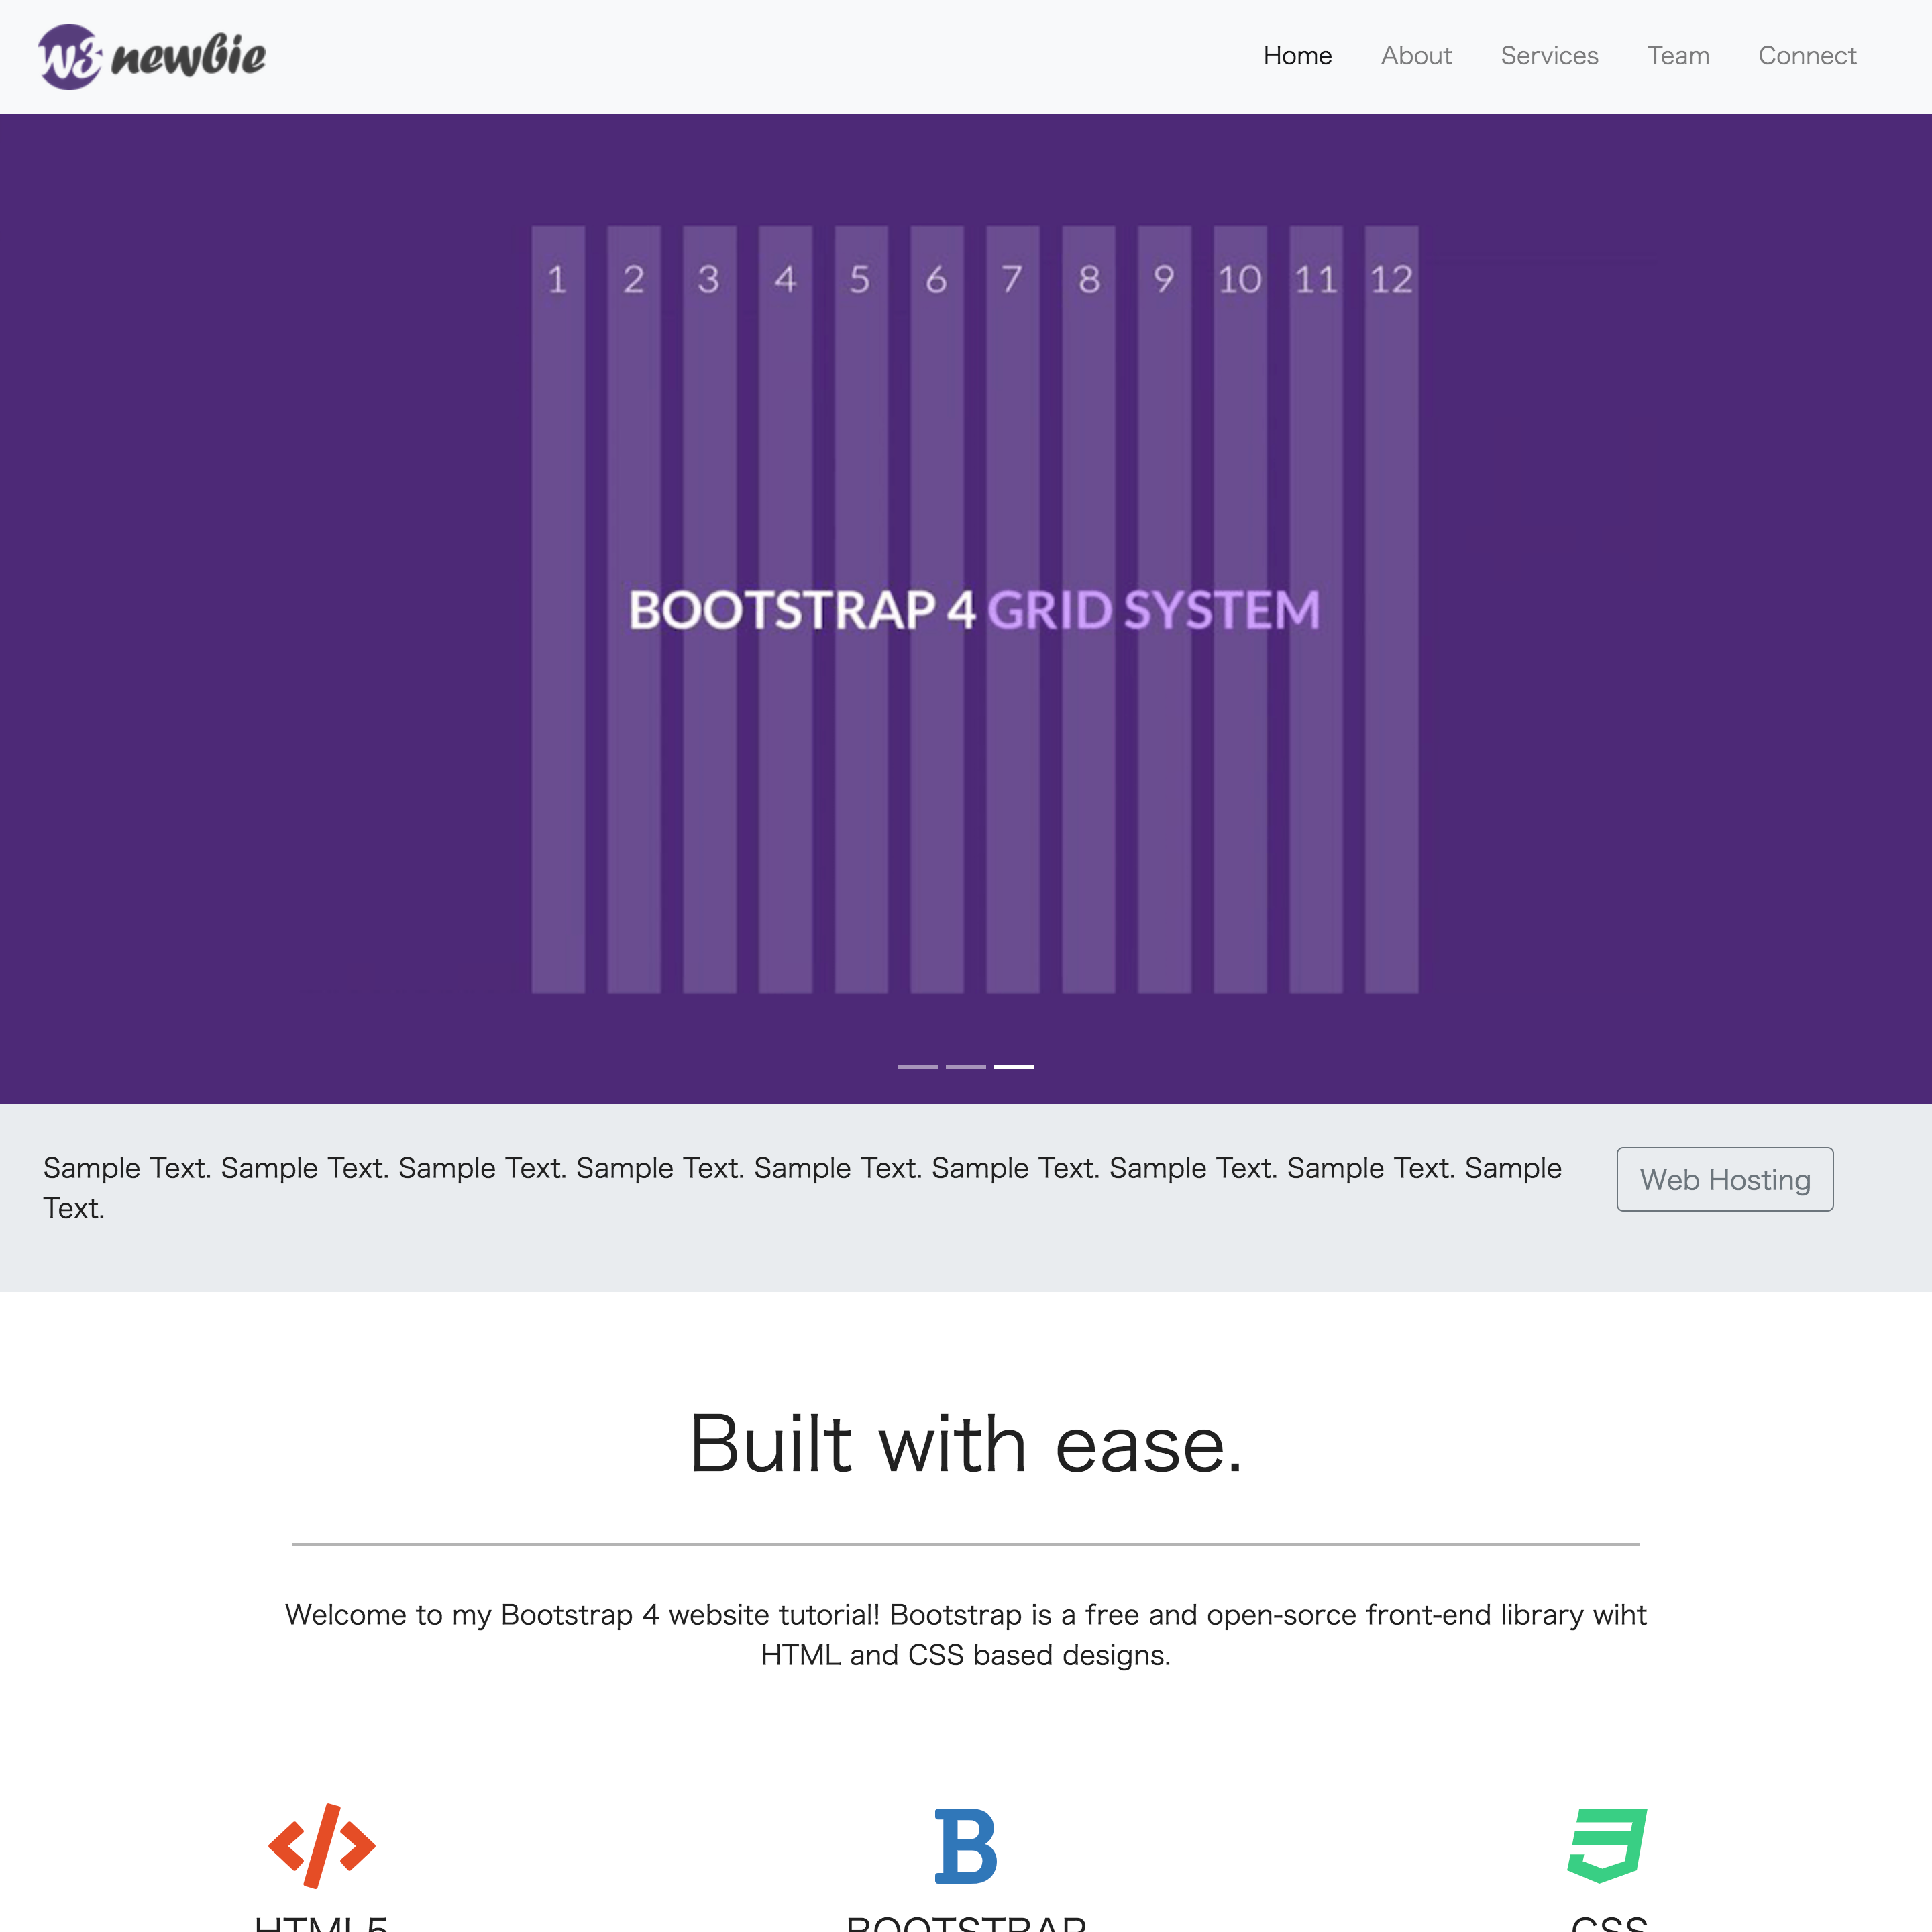 W3 newbie
Home About Services Team Connect
1 2 3 4 5 6 7 8 9 10 11 12
BOOTSTRAP 4 GRID SYSTEM
Sample Text. Sample Text. Sample Text. Sample Text. Sample Text. Sample Text. Sample Text. Sample Text. Sample
Text.
Web Hosting
Built with ease.
Welcome to my Bootstrap 4 website tutorial! Bootstrap is a free and open-sorce front-end library wiht
HTML and CSS based designs.
B
HTML5 BOOTSTRAP CSS